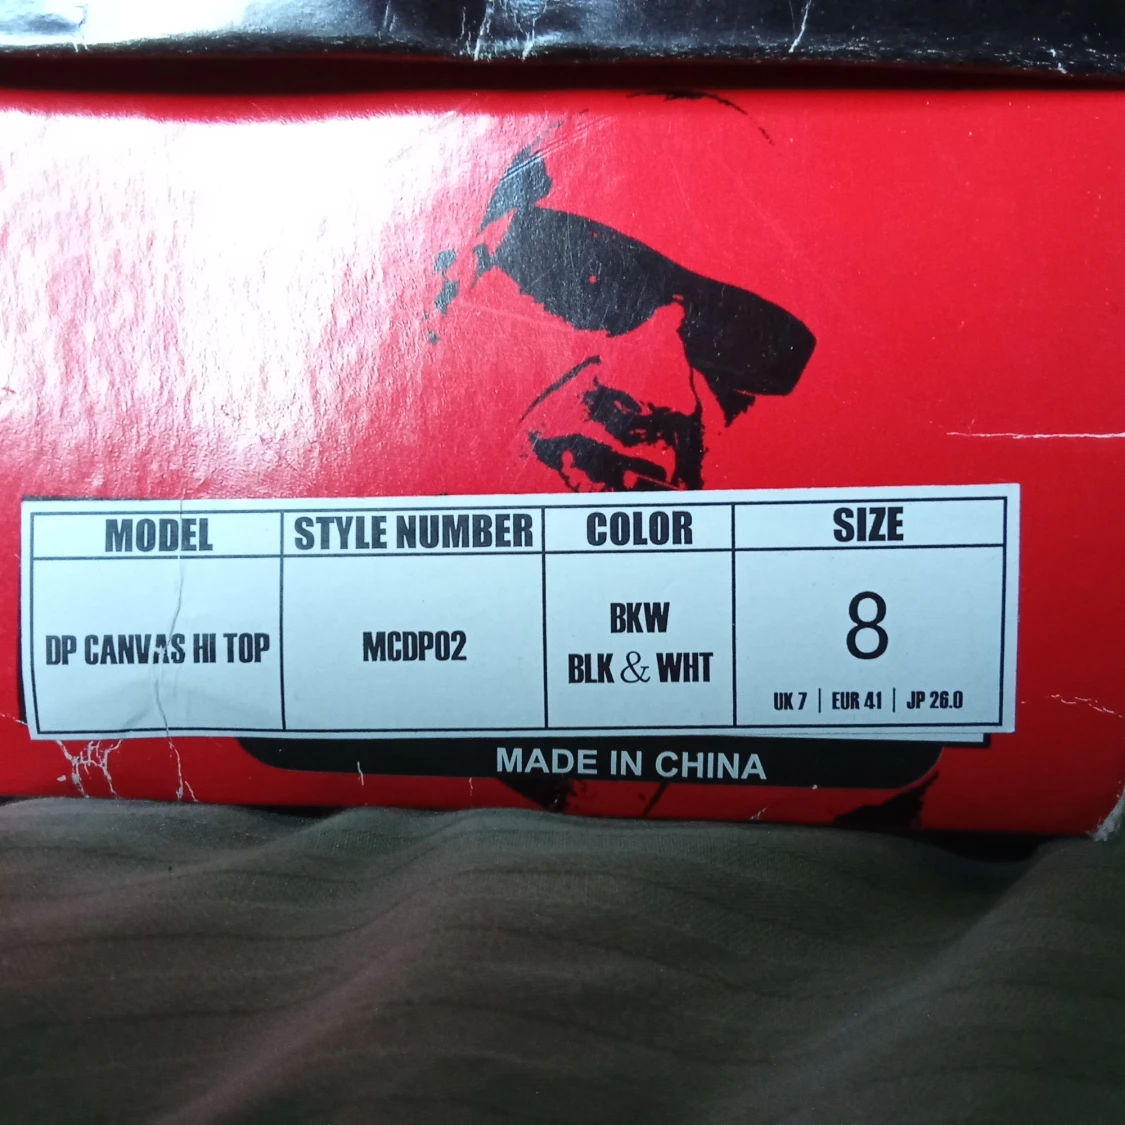 MODEL STYLE NUMBER COLOR SIZE
DP CANVAS HI TOP MCDP02 BKW 8
BLK & WHT
UK 7 | EUR 41 | JP 26.0
MADE IN CHINA